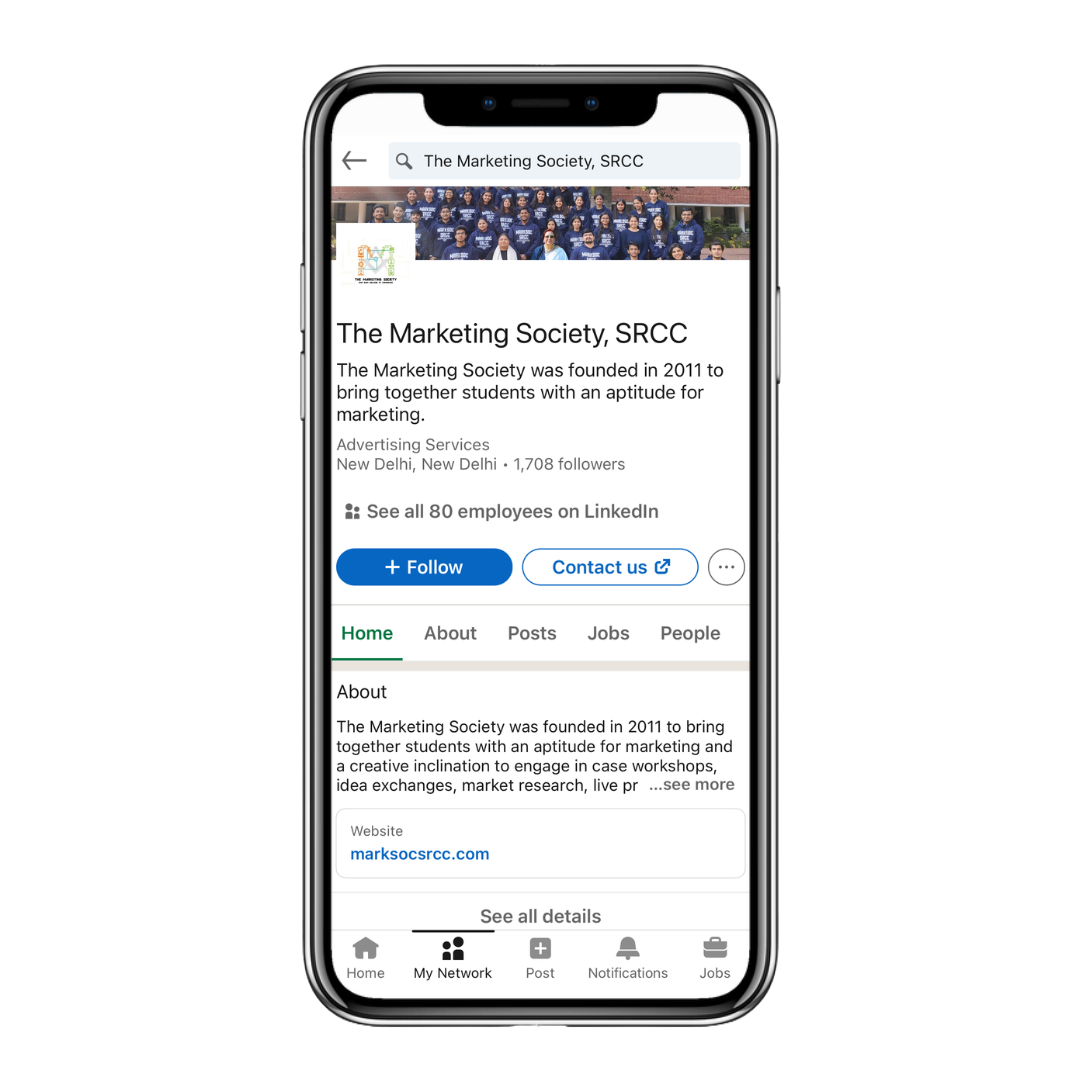 The Marketing Society, SRCC
THE MARKETING SOCIETY
The Marketing Society, SRCC
The Marketing Society was founded in 2011 to
bring together students with an aptitude for
marketing.
Advertising Services
New Delhi, New Delhi • 1,708 followers
See all 80 employees on LinkedIn
+ Follow
Contact us
Home About Posts Jobs People
About
The Marketing Society was founded in 2011 to bring
together students with an aptitude for marketing and
a creative inclination to engage in case workshops,
idea exchanges, market research, live pr ...see more
Website
marksocsrcc.com
See all details
Home My Network Post Notifications Jobs